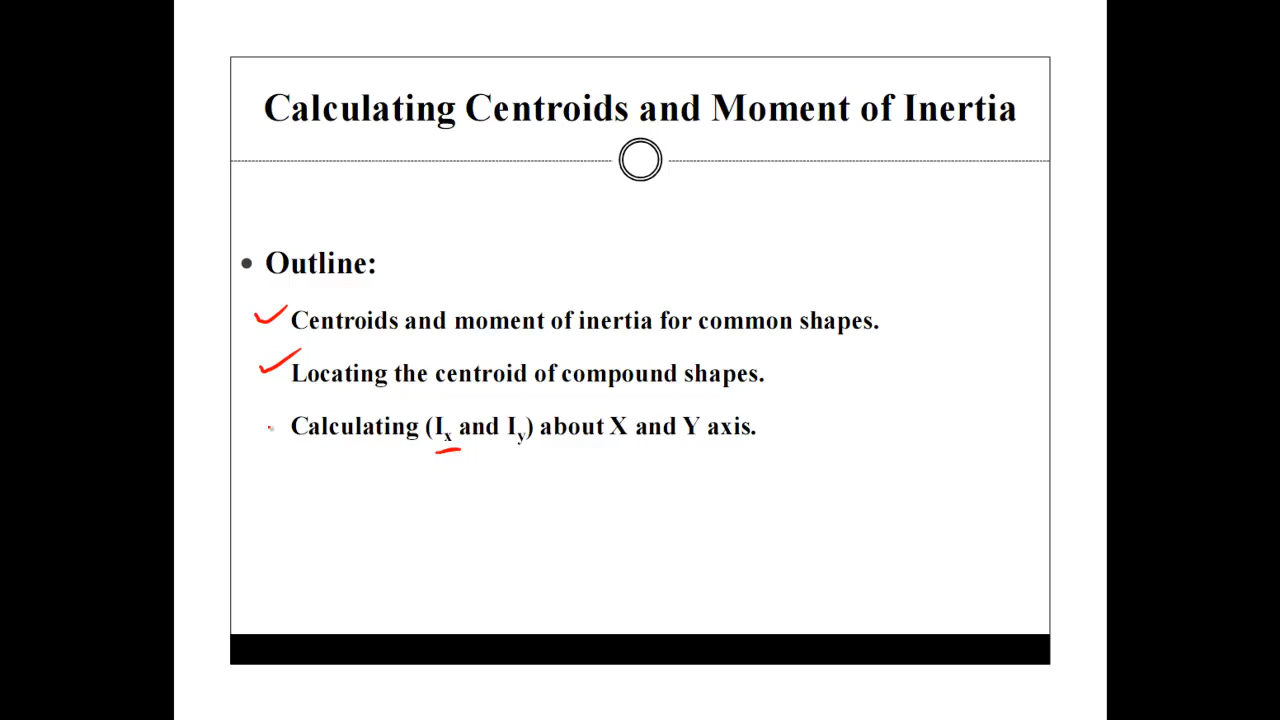 Calculating Centroids and Moment of Inertia
• Outline:
Centroids and moment of inertia for common shapes.
Locating the centroid of compound shapes.
Calculating (Iₓ and Iᵧ) about X and Y axis.